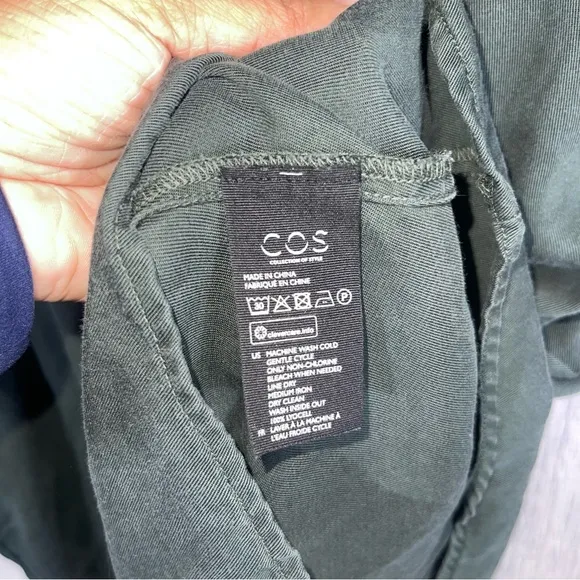 COS
COLLECTION OF STYLE
MADE IN CHINA
FABRIQUÉ EN CHINE
30 P
clevercare.info
US MACHINE WASH COLD
GENTLE CYCLE
ONLY NON-CHLORINE
BLEACH WHEN NEEDED
LINE DRY
MEDIUM IRON
DRY CLEAN
WASH INSIDE OUT
100% LYOCELL
FR LAVER À LA MACHINE À
L'EAU FROIDE CYCLE